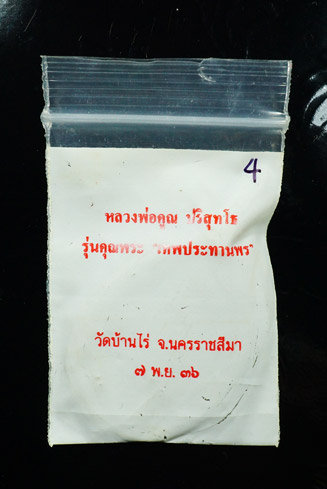 4
หลวงพ่อคูณ ปริสุทโธ
รุ่นคุณพระ "เทพประทานพร"
วัดบ้านไร่ จ.นครราชสีมา
๗ พ.ย. ๓๖